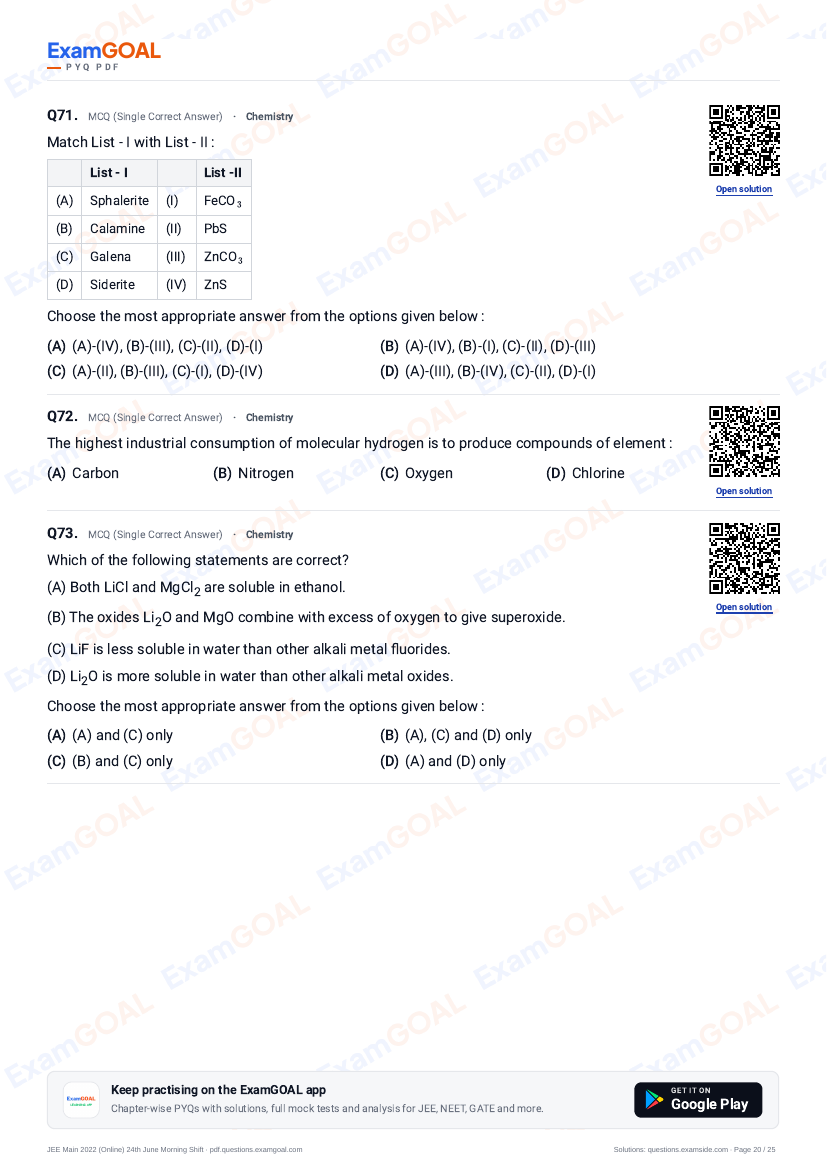 ExamGOAL
PYQ PDF
Q71. MCQ (Single Correct Answer) · Chemistry
Match List - I with List - II :
List - I List -II
(A) Sphalerite (I) FeCO₃
(B) Calamine (II) PbS
(C) Galena (III) ZnCO₃
(D) Siderite (IV) ZnS
Open solution
Choose the most appropriate answer from the options given below :
(A) (A)-(IV), (B)-(III), (C)-(II), (D)-(I) (B) (A)-(IV), (B)-(I), (C)-(II), (D)-(III)
(C) (A)-(II), (B)-(III), (C)-(I), (D)-(IV) (D) (A)-(III), (B)-(IV), (C)-(II), (D)-(I)
Q72. MCQ (Single Correct Answer) · Chemistry
The highest industrial consumption of molecular hydrogen is to produce compounds of element :
(A) Carbon (B) Nitrogen (C) Oxygen (D) Chlorine
Open solution
Q73. MCQ (Single Correct Answer) · Chemistry
Which of the following statements are correct?
(A) Both LiCl and MgCl₂ are soluble in ethanol.
(B) The oxides Li₂O and MgO combine with excess of oxygen to give superoxide.
Open solution
(C) LiF is less soluble in water than other alkali metal fluorides.
(D) Li₂O is more soluble in water than other alkali metal oxides.
Choose the most appropriate answer from the options given below :
(A) (A) and (C) only (B) (A), (C) and (D) only
(C) (B) and (C) only (D) (A) and (D) only
ExamGOAL
Keep practising on the ExamGOAL app
Chapter-wise PYQs with solutions, full mock tests and analysis for JEE, NEET, GATE and more.
GET IT ON
Google Play
JEE Main 2022 (Online) 24th June Morning Shift · pdf.questions.examgoal.com Solutions: questions.examside.com · Page 20 / 25